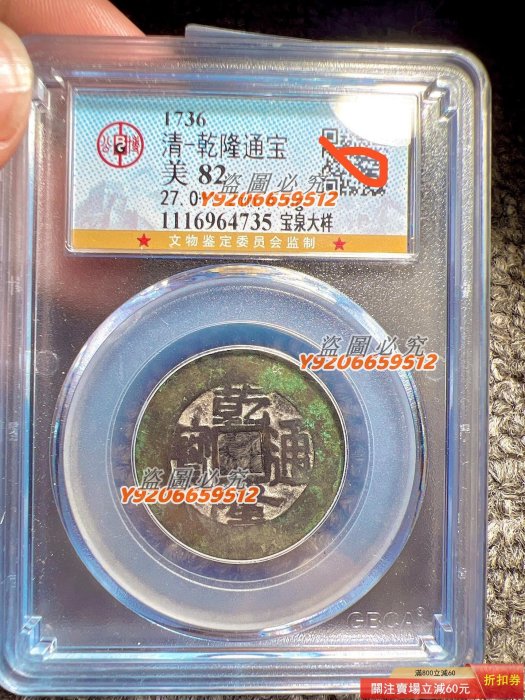 1736
清-乾隆通宝
美 82
盗圖必究
Y9206659512
27.0
1116964735 宝泉大样
★ 文物鉴定委员会监制 ★
盗圖必究
Y9206659512
乾
通
盗圖必究
Y9206659512
GBCA
滿800立減60
關注賣場立減60元
折扣券